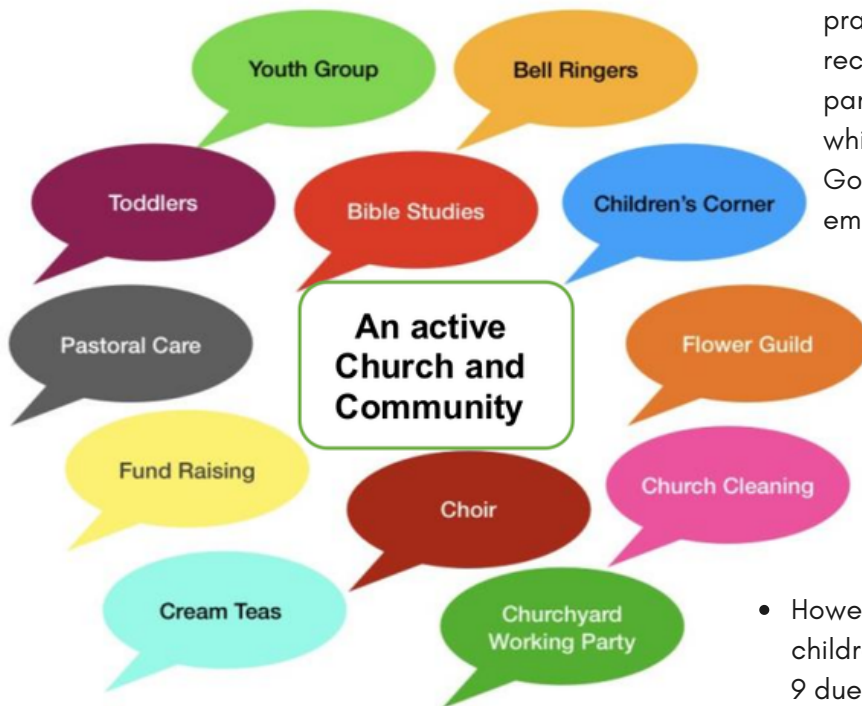 Youth Group
Bell Ringers
Toddlers
Bible Studies
Children's Corner
Pastoral Care
An active
Church and
Community
Flower Guild
Fund Raising
Choir
Church Cleaning
Cream Teas
Churchyard
Working Party
pra
rec
par
whi
Go
em
• Howe
childr
9 due